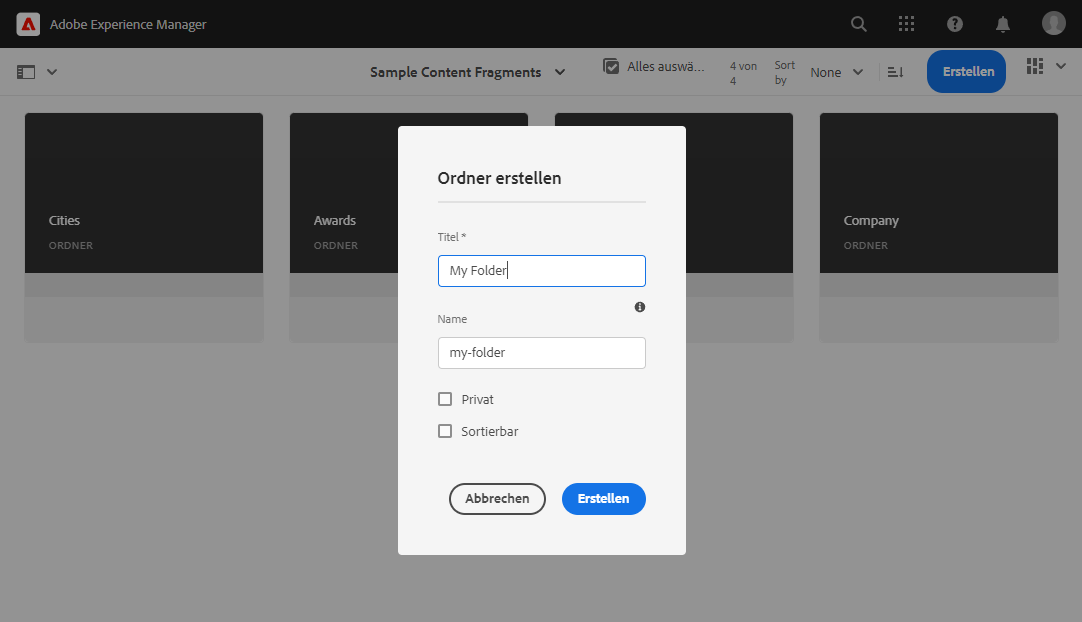 Adobe Experience Manager
Sample Content Fragments
Alles auswä...
4 von
4
Sort
by
None
Erstellen
Cities
ORDNER
Awards
ORDNER
Company
ORDNER
Ordner erstellen
Titel *
My Folder
Name
my-folder
Privat
Sortierbar
Abbrechen
Erstellen